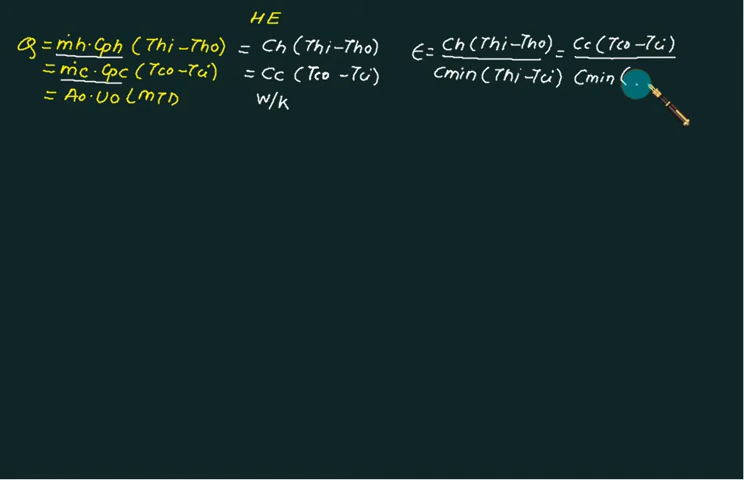 HE
Q = ṁh·Cph (Thi-Tho) = Ch (Thi-Tho) ϵ = Ch (Thi-Tho) / Cmin (Thi-Tci) = Cc (Tco-Tci) / Cmin (
= ṁc·Cpc (Tco-Tci) = Cc (Tco-Tci)
= Ao·Uo LMTD W/K